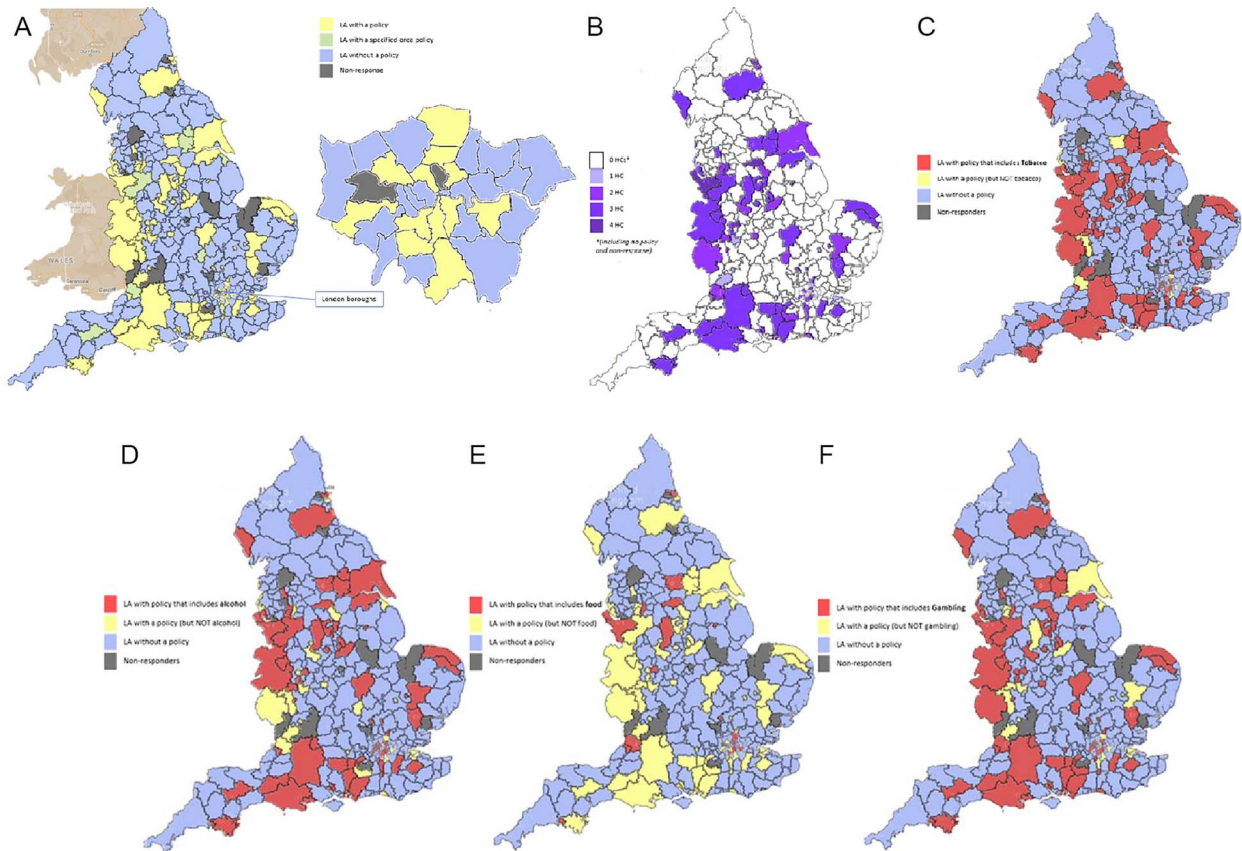 A
LA with a policy
LA with a specified area policy
LA without a policy
Non-response
WALES
Cardiff
London boroughs
B
0 HCs*
1 HC
2 HC
3 HC
4 HC
*(including no policy
and non-response)
C
LA with policy that includes Tobacco
LA with a policy (but NOT tobacco)
LA without a policy
Non-responders
D
LA with policy that includes alcohol
LA with a policy (but NOT alcohol)
LA without a policy
Non-responders
E
LA with policy that includes food
LA with a policy (but NOT food)
LA without a policy
Non-responders
F
LA with policy that includes Gambling
LA with a policy (but NOT gambling)
LA without a policy
Non-responders